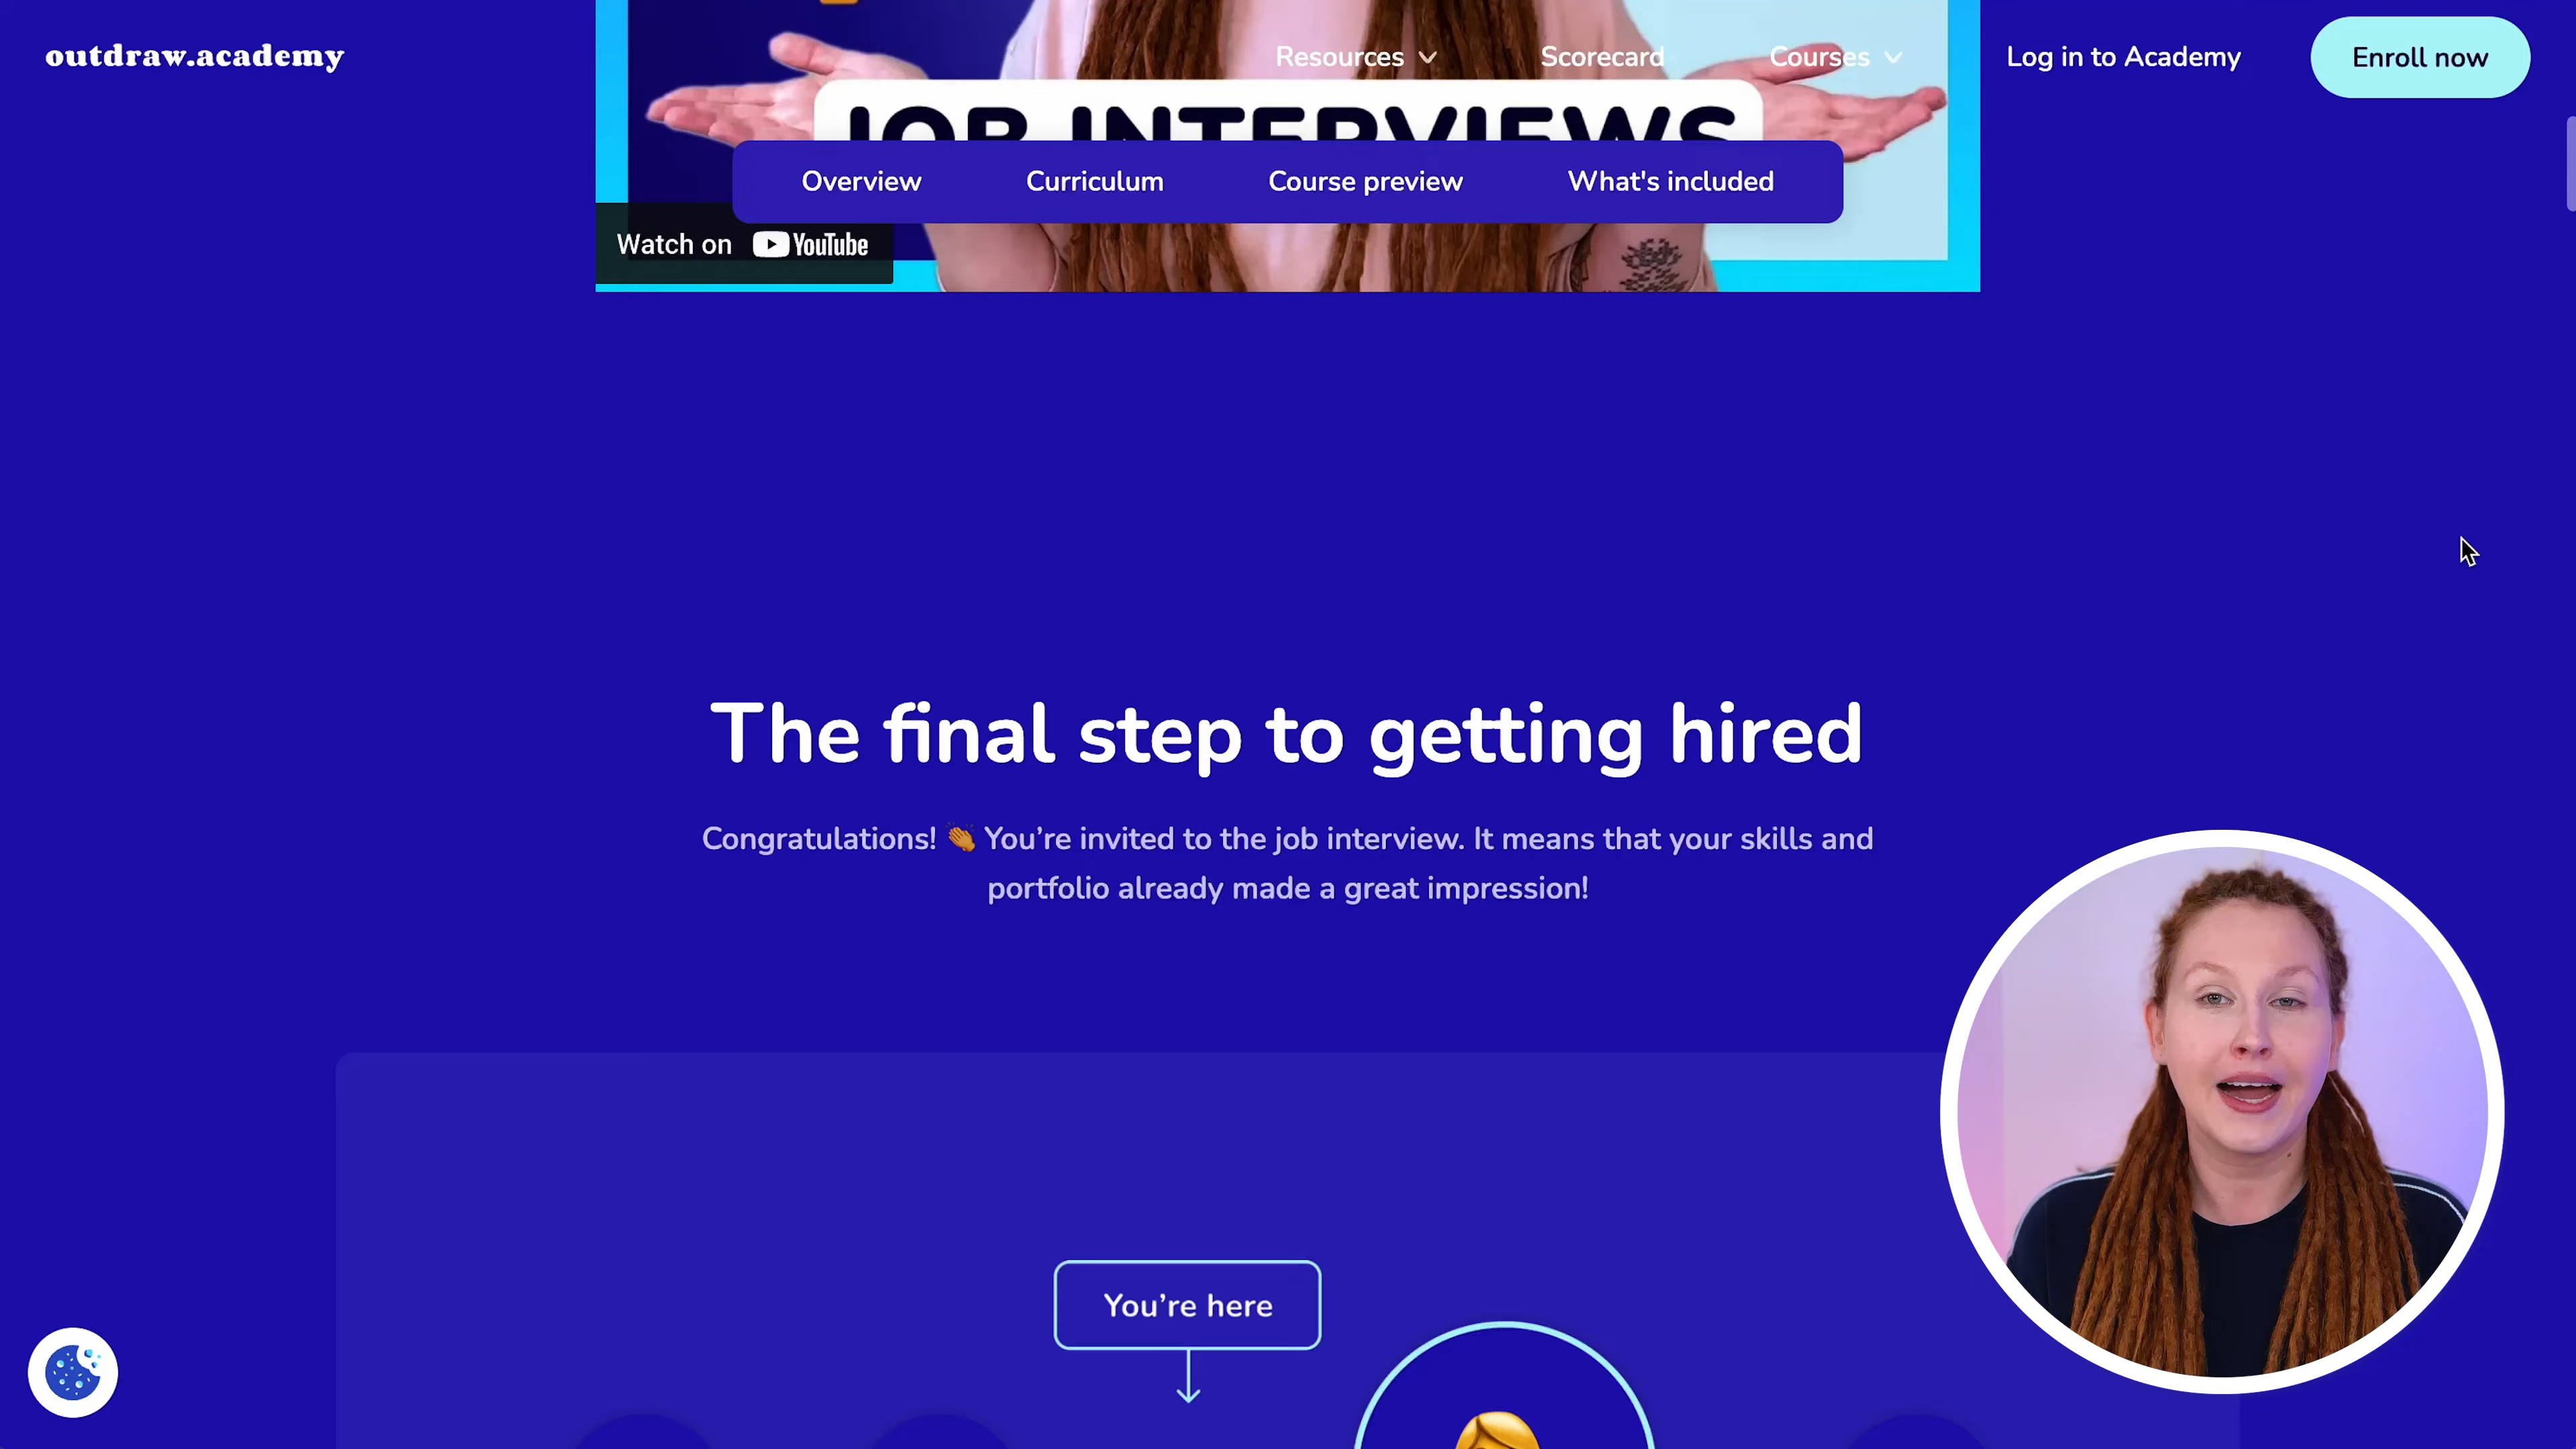 outdraw.academy
Resources
Scorecard
Courses
Log in to Academy
Enroll now
JOB INTERVIEWS
Overview
Curriculum
Course preview
What's included
Watch on YouTube
The final step to getting hired
Congratulations! 👏 You’re invited to the job interview. It means that your skills and
portfolio already made a great impression!
You’re here